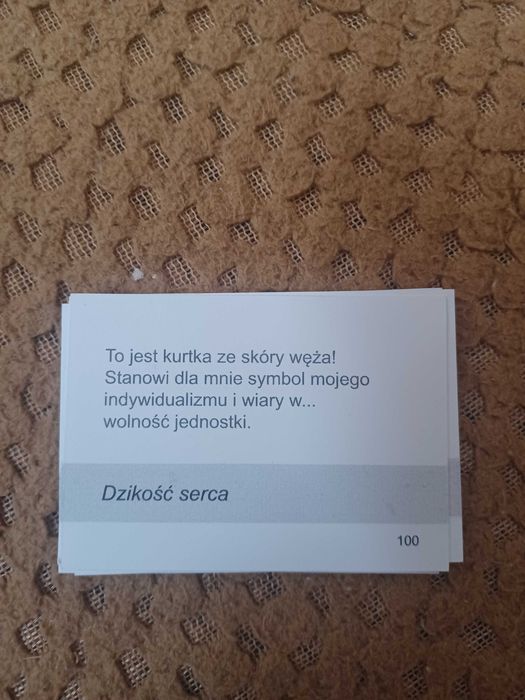 To jest kurtka ze skóry węża!
Stanowi dla mnie symbol mojego
indywidualizmu i wiary w...
wolność jednostki.
Dzikość serca
100